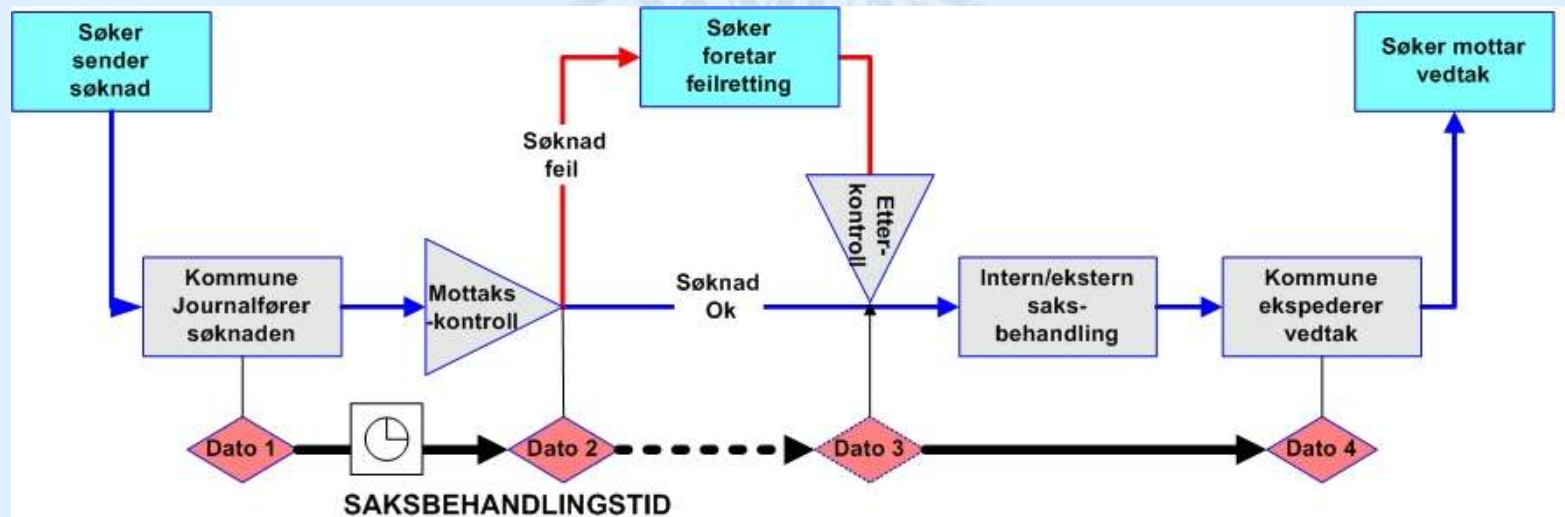 Søker
sender
søknad
Søker
foretar
feilretting
Søker mottar
vedtak
Søknad
feil
Etter-
kontroll
Kommune
Journalfører
søknaden
Mottaks
-kontroll
Søknad
Ok
Intern/ekstern
saks-
behandling
Kommune
ekspederer
vedtak
Dato 1
Dato 2
Dato 3
Dato 4
SAKSBEHANDLINGSTID